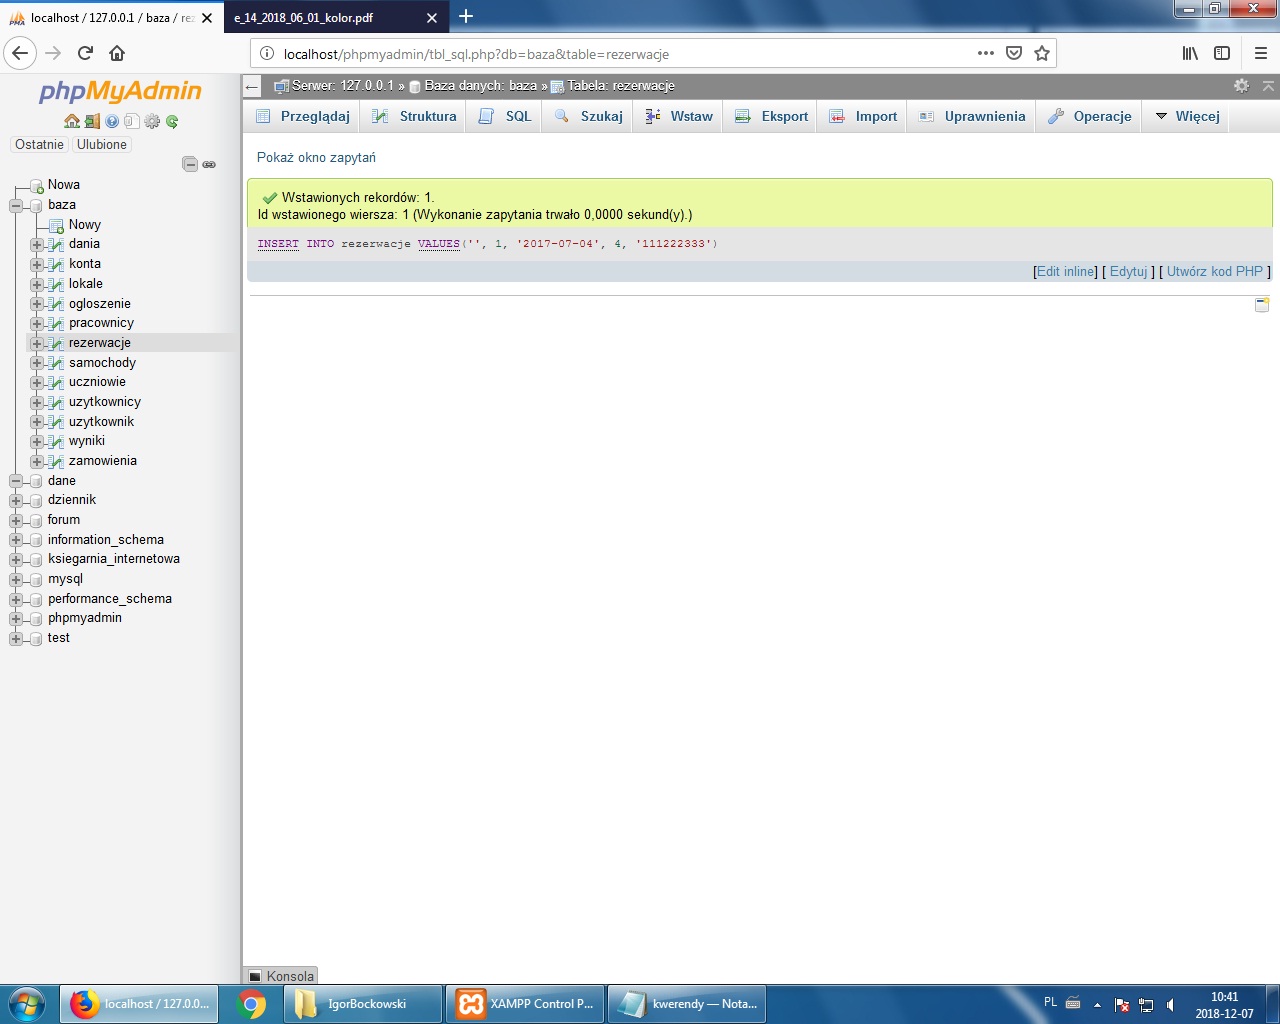 localhost / 127.0.0.1 / baza / re
e_14_2018_06_01_kolor.pdf
localhost/phpmyadmin/tbl_sql.php?db=baza&table=rezerwacje
phpMyAdmin
Ostatnie Ulubione
Nowa
baza
Nowy
dania
konta
lokale
ogloszenie
pracownicy
rezerwacje
samochody
uczniowie
uzytkownicy
uzytkownik
wyniki
zamowienia
dane
dziennik
forum
information_schema
ksiegarnia_internetowa
mysql
performance_schema
phpmyadmin
test
Serwer: 127.0.0.1 » Baza danych: baza » Tabela: rezerwacje
Przeglądaj Struktura SQL Szukaj Wstaw Eksport Import Uprawnienia Operacje Więcej
Pokaż okno zapytań
Wstawionych rekordów: 1.
Id wstawionego wiersza: 1 (Wykonanie zapytania trwało 0,0000 sekund(y).)
INSERT INTO rezerwacje VALUES('', 1, '2017-07-04', 4, '111222333')
[Edit inline] [ Edytuj ] [ Utwórz kod PHP ]
Konsola
localhost / 127.0.0... IgorBockowski XAMPP Control P... kwerendy — Nota... PL 10:41
2018-12-07